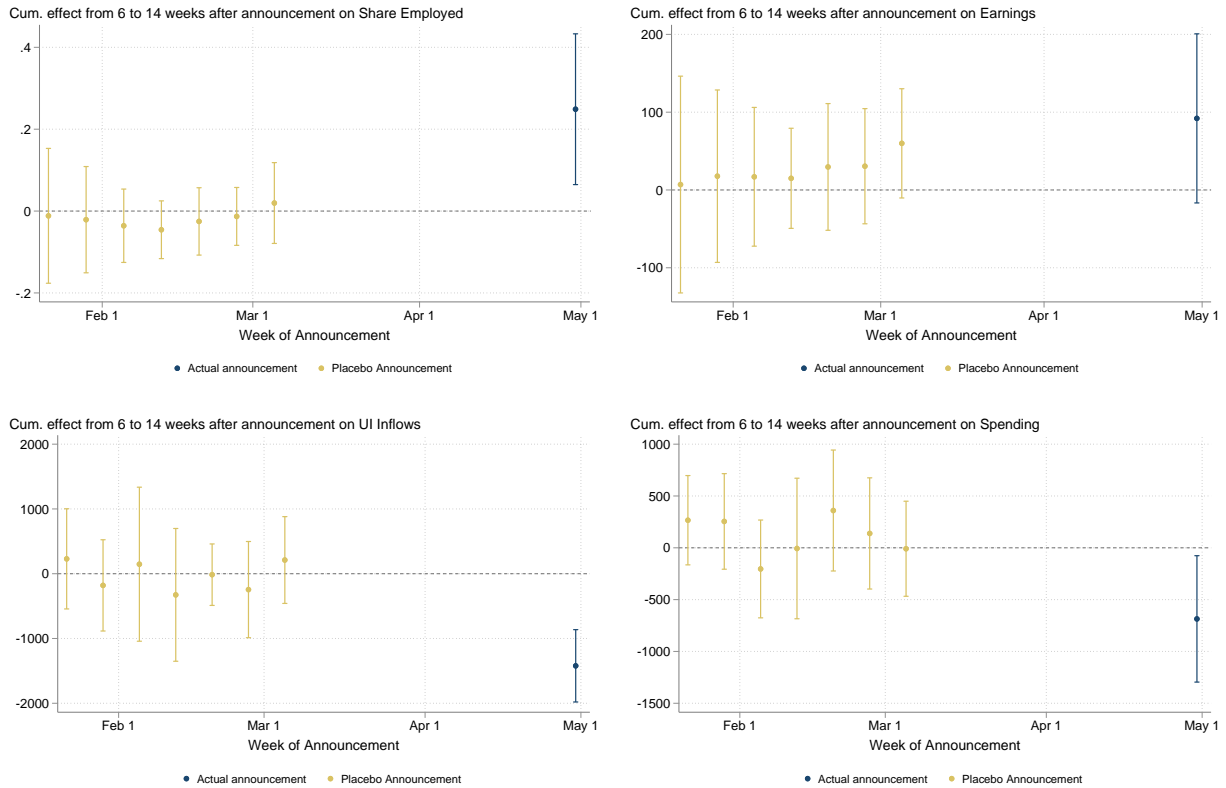 Cum. effect from 6 to 14 weeks after announcement on Share Employed
.4
.2
0
-.2
Feb 1 Mar 1 Apr 1 May 1
Week of Announcement
Actual announcement Placebo Announcement
Cum. effect from 6 to 14 weeks after announcement on Earnings
200
100
0
-100
Feb 1 Mar 1 Apr 1 May 1
Week of Announcement
Actual announcement Placebo Announcement
Cum. effect from 6 to 14 weeks after announcement on UI Inflows
2000
1000
0
-1000
-2000
Feb 1 Mar 1 Apr 1 May 1
Week of Announcement
Actual announcement Placebo Announcement
Cum. effect from 6 to 14 weeks after announcement on Spending
1000
500
0
-500
-1000
-1500
Feb 1 Mar 1 Apr 1 May 1
Week of Announcement
Actual announcement Placebo Announcement